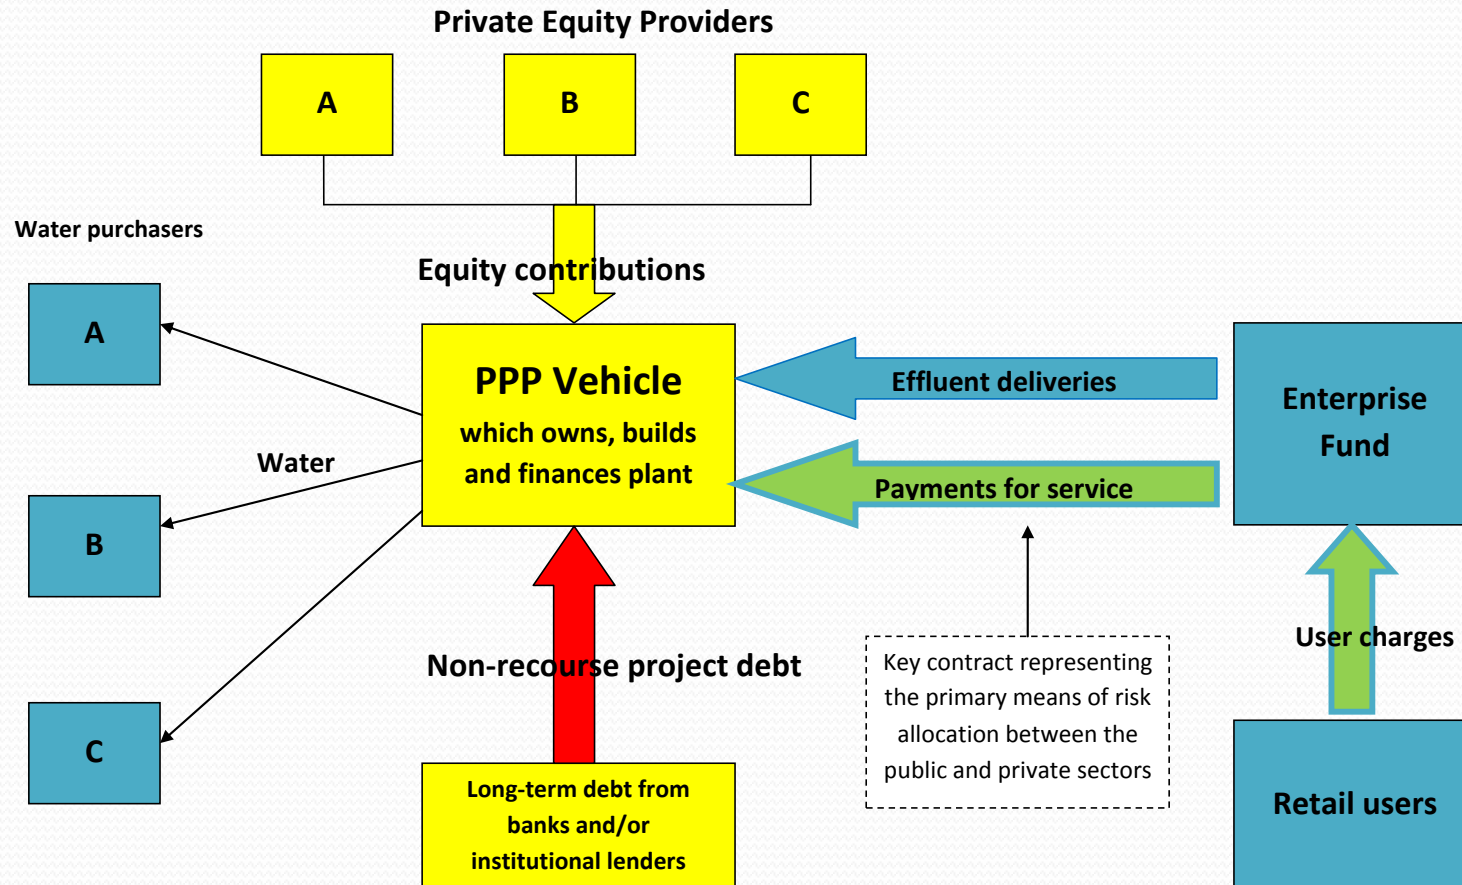 Private Equity Providers
A
B
C
Water purchasers
Equity contributions
A
PPP Vehicle
which owns, builds
and finances plant
Effluent deliveries
Enterprise
Fund
Water
Payments for service
B
Non-recourse project debt
Key contract representing
the primary means of risk
allocation between the
public and private sectors
User charges
C
Long-term debt from
banks and/or
institutional lenders
Retail users